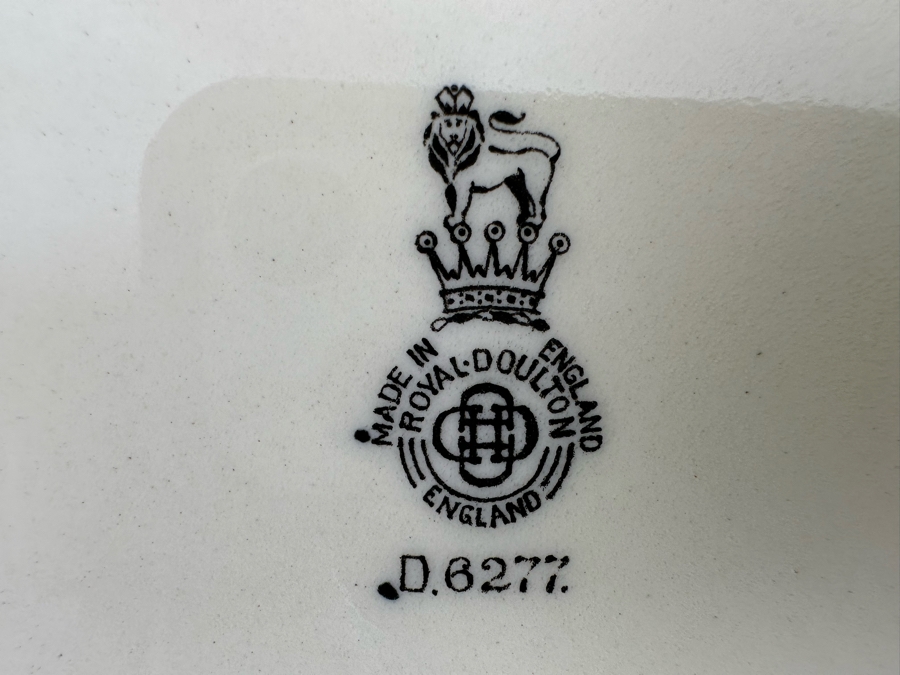 MADE IN ENGLAND
ROYAL·DOULTON
ENGLAND
D.6277.